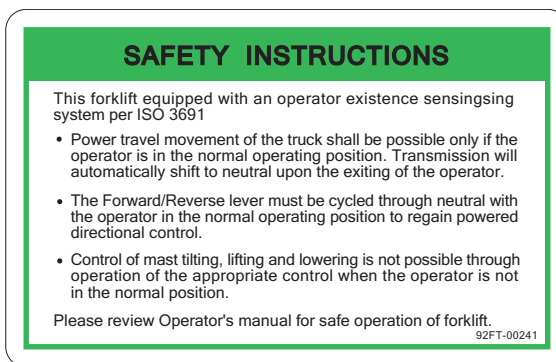 SAFETY INSTRUCTIONS
This forklift equipped with an operator existence sensingsing
system per ISO 3691
• Power travel movement of the truck shall be possible only if the
operator is in the normal operating position. Transmission will
automatically shift to neutral upon the exiting of the operator.
• The Forward/Reverse lever must be cycled through neutral with
the operator in the normal operating position to regain powered
directional control.
• Control of mast tilting, lifting and lowering is not possible through
operation of the appropriate control when the operator is not
in the normal position.
Please review Operator's manual for safe operation of forklift.
92FT-00241